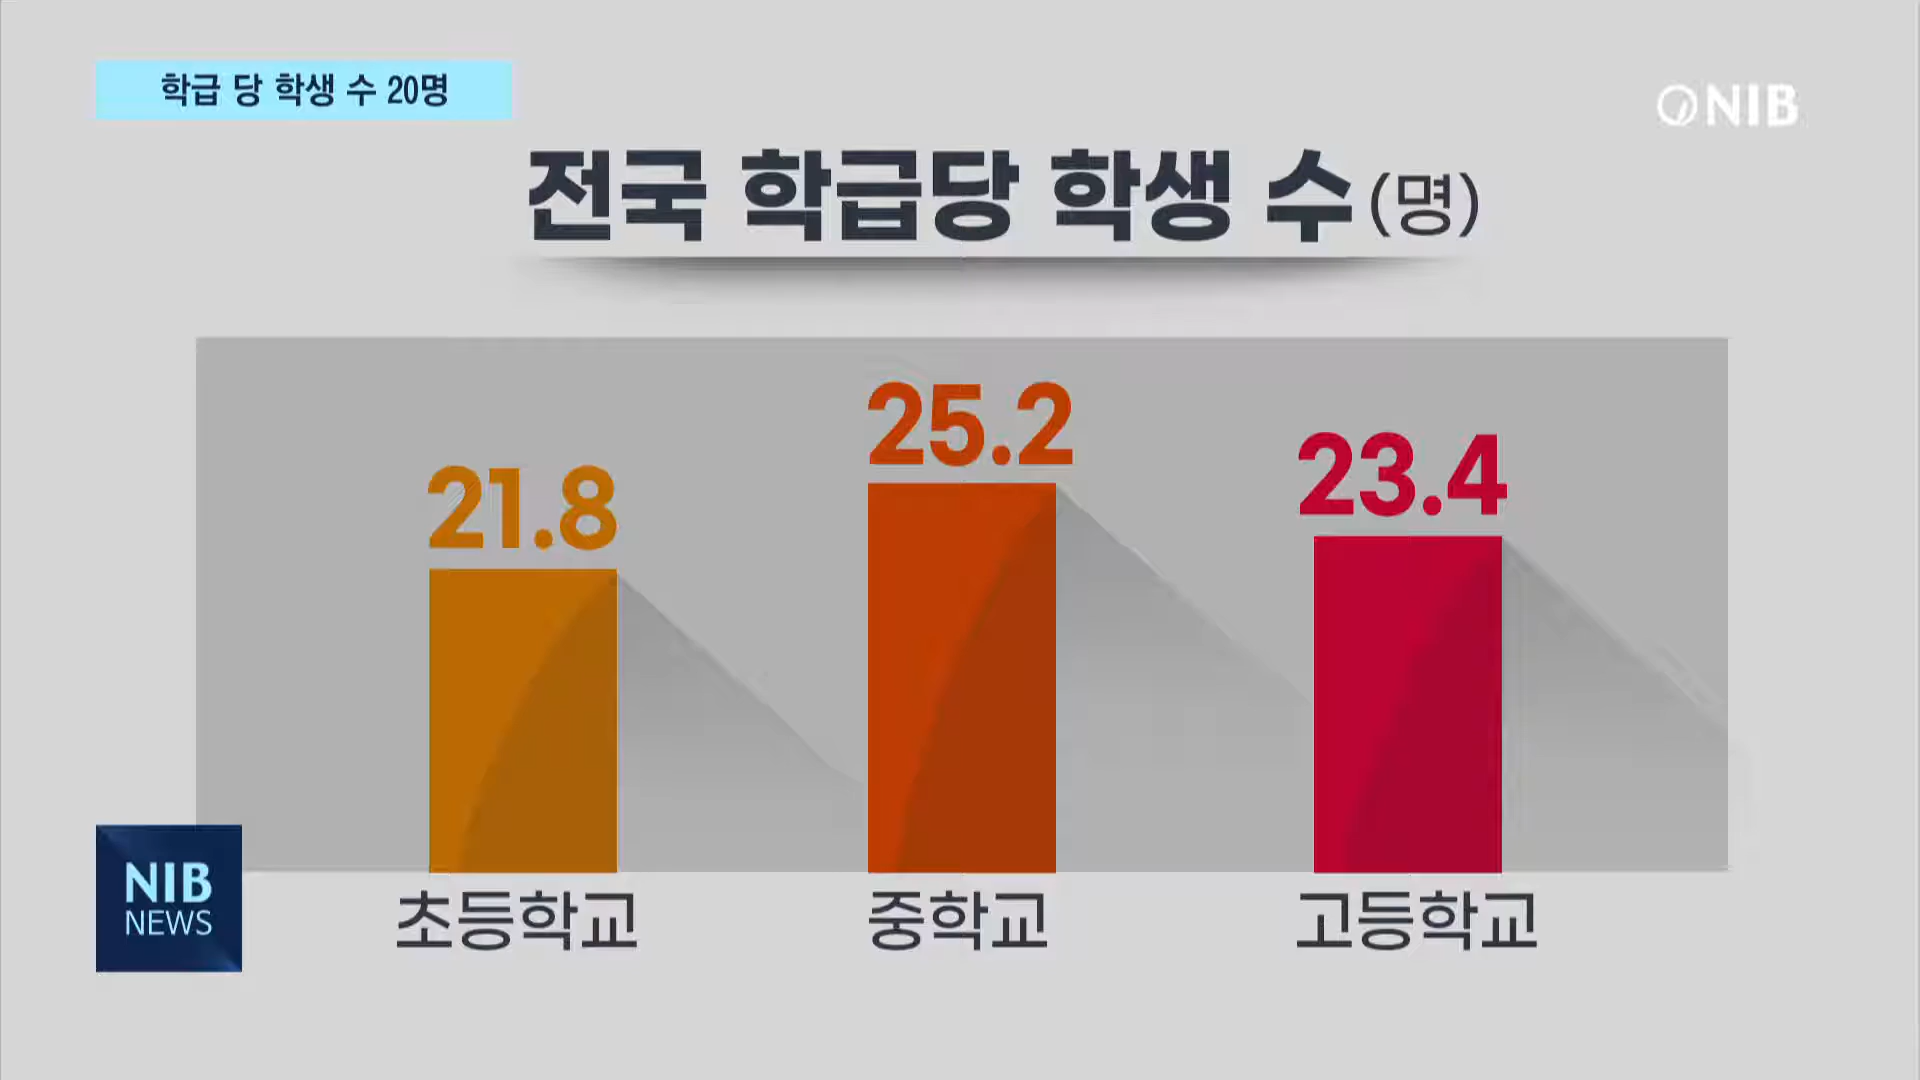 학급 당 학생 수 20명
NIB
전국 학급당 학생 수 (명)
21.8
25.2
23.4
초등학교
중학교
고등학교
NIB
NEWS